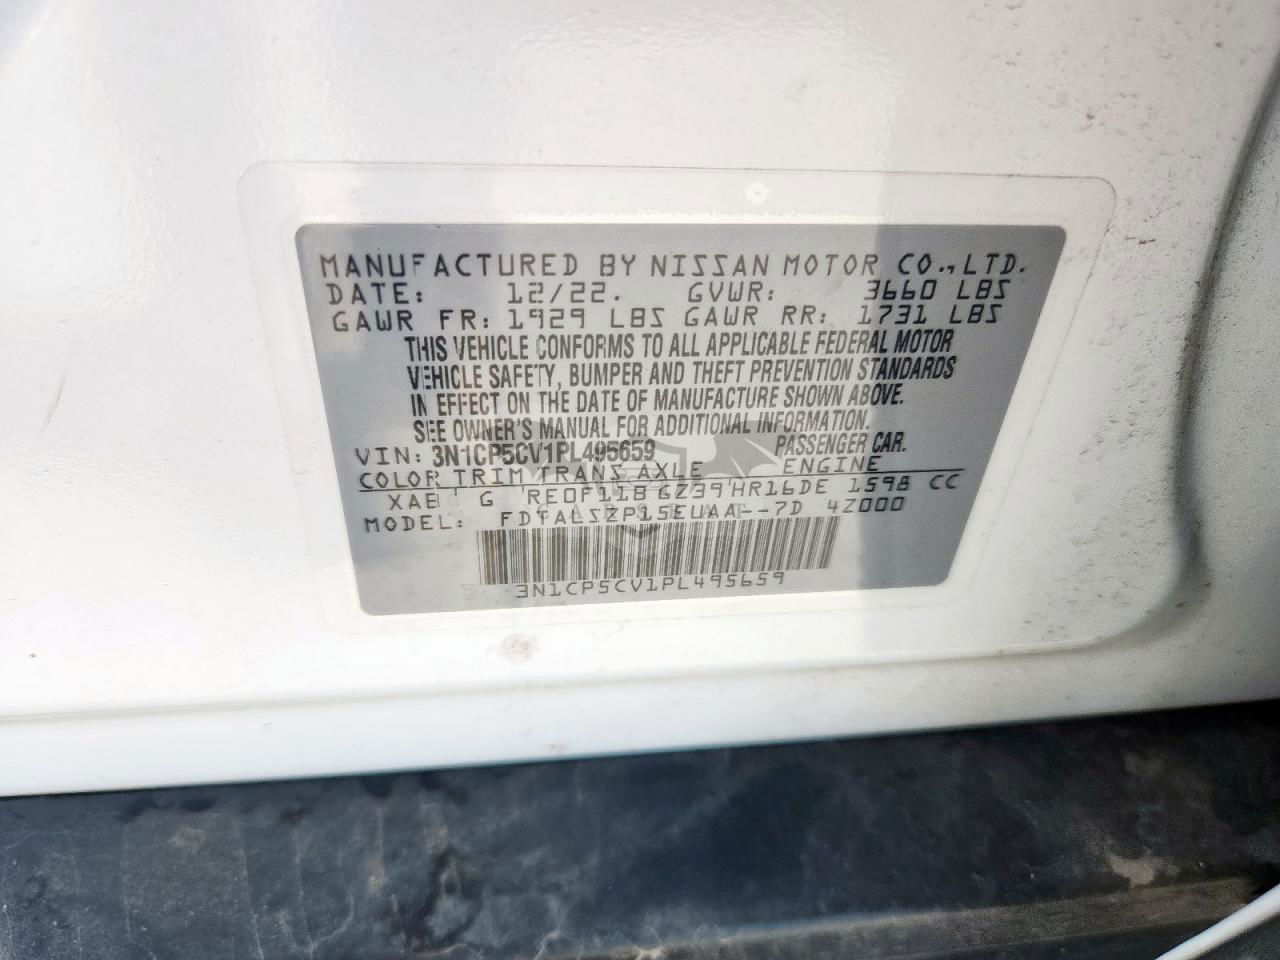 MANUFACTURED BY NISSAN MOTOR CO.,LTD.
DATE: 12/22. GVWR: 3660 LBS
GAWR FR: 1929 LBS GAWR RR: 1731 LBS
THIS VEHICLE CONFORMS TO ALL APPLICABLE FEDERAL MOTOR
VEHICLE SAFETY, BUMPER AND THEFT PREVENTION STANDARDS
IN EFFECT ON THE DATE OF MANUFACTURE SHOWN ABOVE.
SEE OWNER'S MANUAL FOR ADDITIONAL INFORMATION.
VIN: 3N1CP5CV1PL495659 PASSENGER CAR.
COLOR TRIM TRANS AXLE ENGINE
XAB G RE0F11B GZ39 HR16DE 1598 CC
MODEL: FDTALSZP15EUAA--7D 4Z000
3N1CP5CV1PL495659